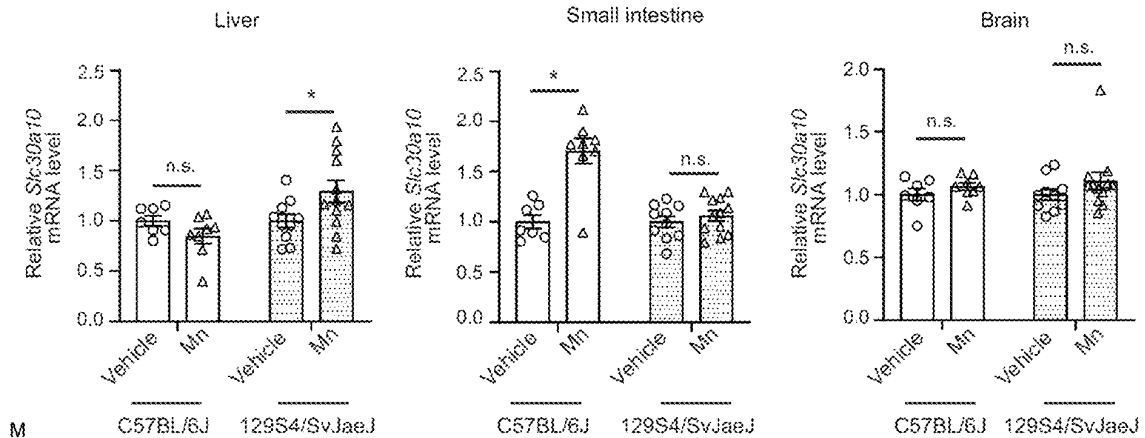 Liver
Small intestine
Brain
Relative Slc30a10
mRNA level
2.5
2.0
1.5
1.0
0.5
0.0
n.s.
*
Vehicle
Mn
Vehicle
Mn
C57BL/6J
129S4/SvJaeJ
Relative Slc30a10
mRNA level
2.5
2.0
1.5
1.0
0.5
0.0
*
n.s.
Vehicle
Mn
Vehicle
Mn
C57BL/6J
129S4/SvJaeJ
Relative Slc30a10
mRNA level
2.0
1.5
1.0
0.5
0.0
n.s.
n.s.
Vehicle
Mn
Vehicle
Mn
C57BL/6J
129S4/SvJaeJ
M